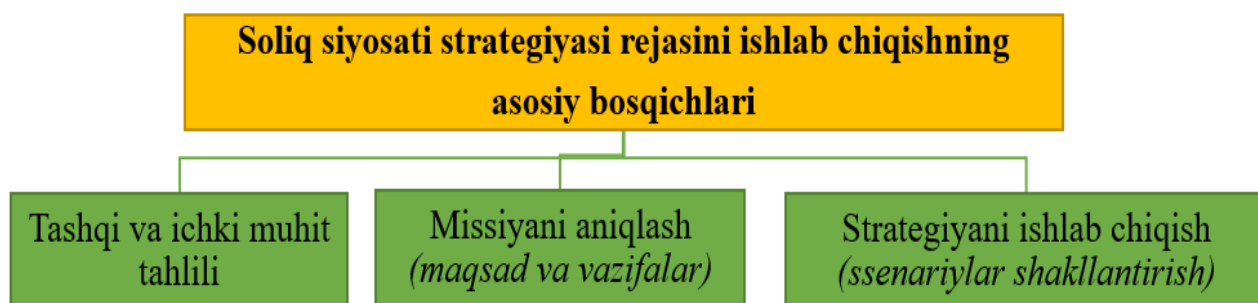 Soliq siyosati strategiyasi rejasini ishlab chiqishning
asosiy bosqichlari
Tashqi va ichki muhit
tahlili
Missiyani aniqlash
(maqsad va vazifalar)
Strategiyani ishlab chiqish
(ssenariylar shakllantirish)